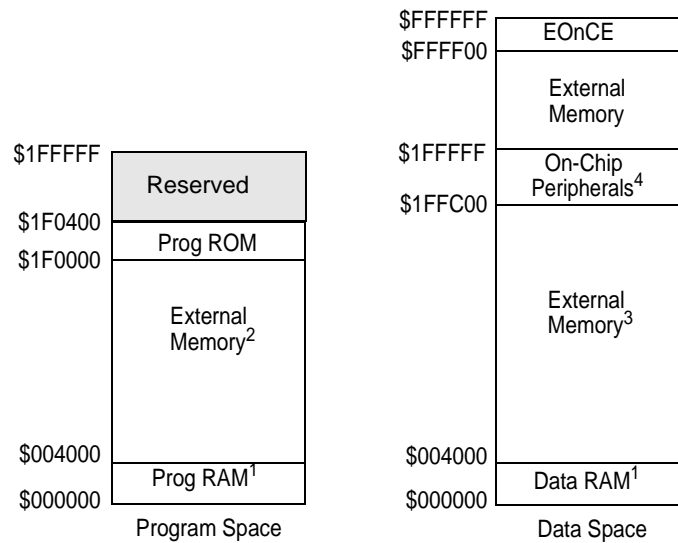 $1FFFFF
Reserved
$1F0400
Prog ROM
$1F0000
External
Memory2
$004000
Prog RAM1
$000000
Program Space
$FFFFFF
EOnCE
$FFFF00
External
Memory
$1FFFFF
On-Chip
Peripherals4
$1FFC00
External
Memory3
$004000
Data RAM1
$000000
Data Space